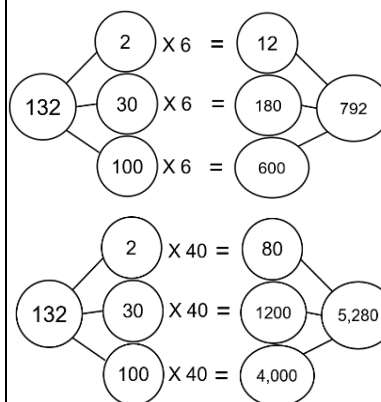 2 X 6 = 12
132 30 X 6 = 180 792
100 X 6 = 600
2 X 40 = 80
132 30 X 40 = 1200 5,280
100 X 40 = 4,000